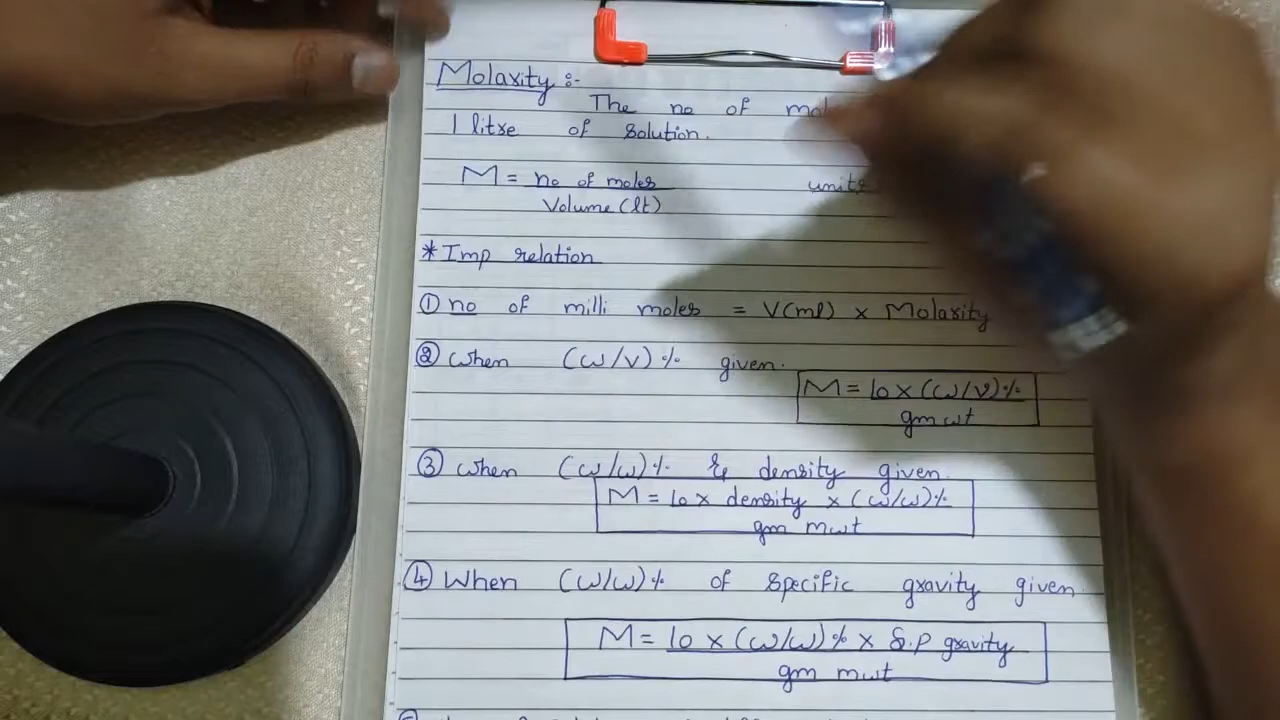 Molarity :-
The no of
1 litre of solution.
M = no of moles units
Volume (lt)
* Imp relation
① no of milli moles = V(ml) x Molarity
② when (w/v)% given.
M = 10 x (w/v)%
gm wt
③ when (w/w)% & density given.
M = 10 x density x (w/w)%
gm mwt
④ When (w/w)% of specific gravity given
M = 10 x (w/w)% x S.P gravity
gm mwt